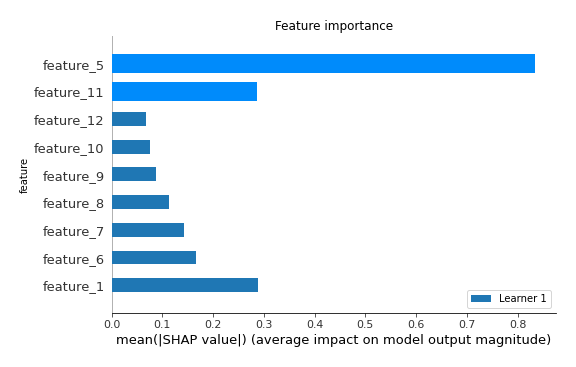 Feature importance
feature_5
feature_11
feature_12
feature_10
feature_9
feature_8
feature_7
feature_6
feature_1
feature
Learner 1
0.0 0.1 0.2 0.3 0.4 0.5 0.6 0.7 0.8
mean(|SHAP value|) (average impact on model output magnitude)